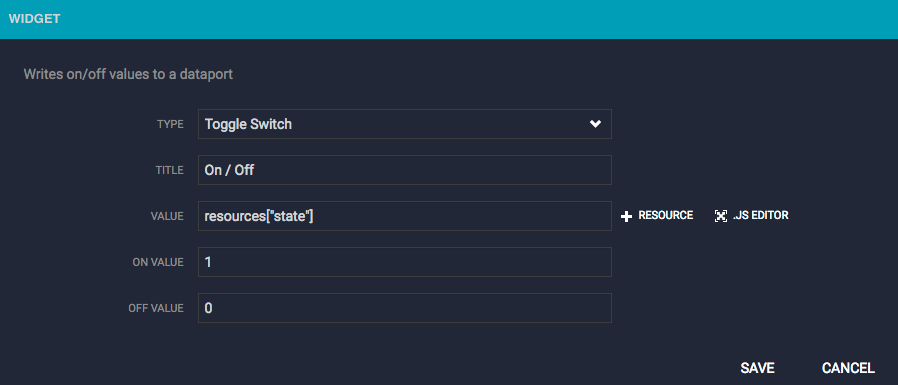 WIDGET
Writes on/off values to a dataport
TYPE Toggle Switch
TITLE On / Off
VALUE resources["state"] RESOURCE .JS EDITOR
ON VALUE 1
OFF VALUE 0
SAVE CANCEL